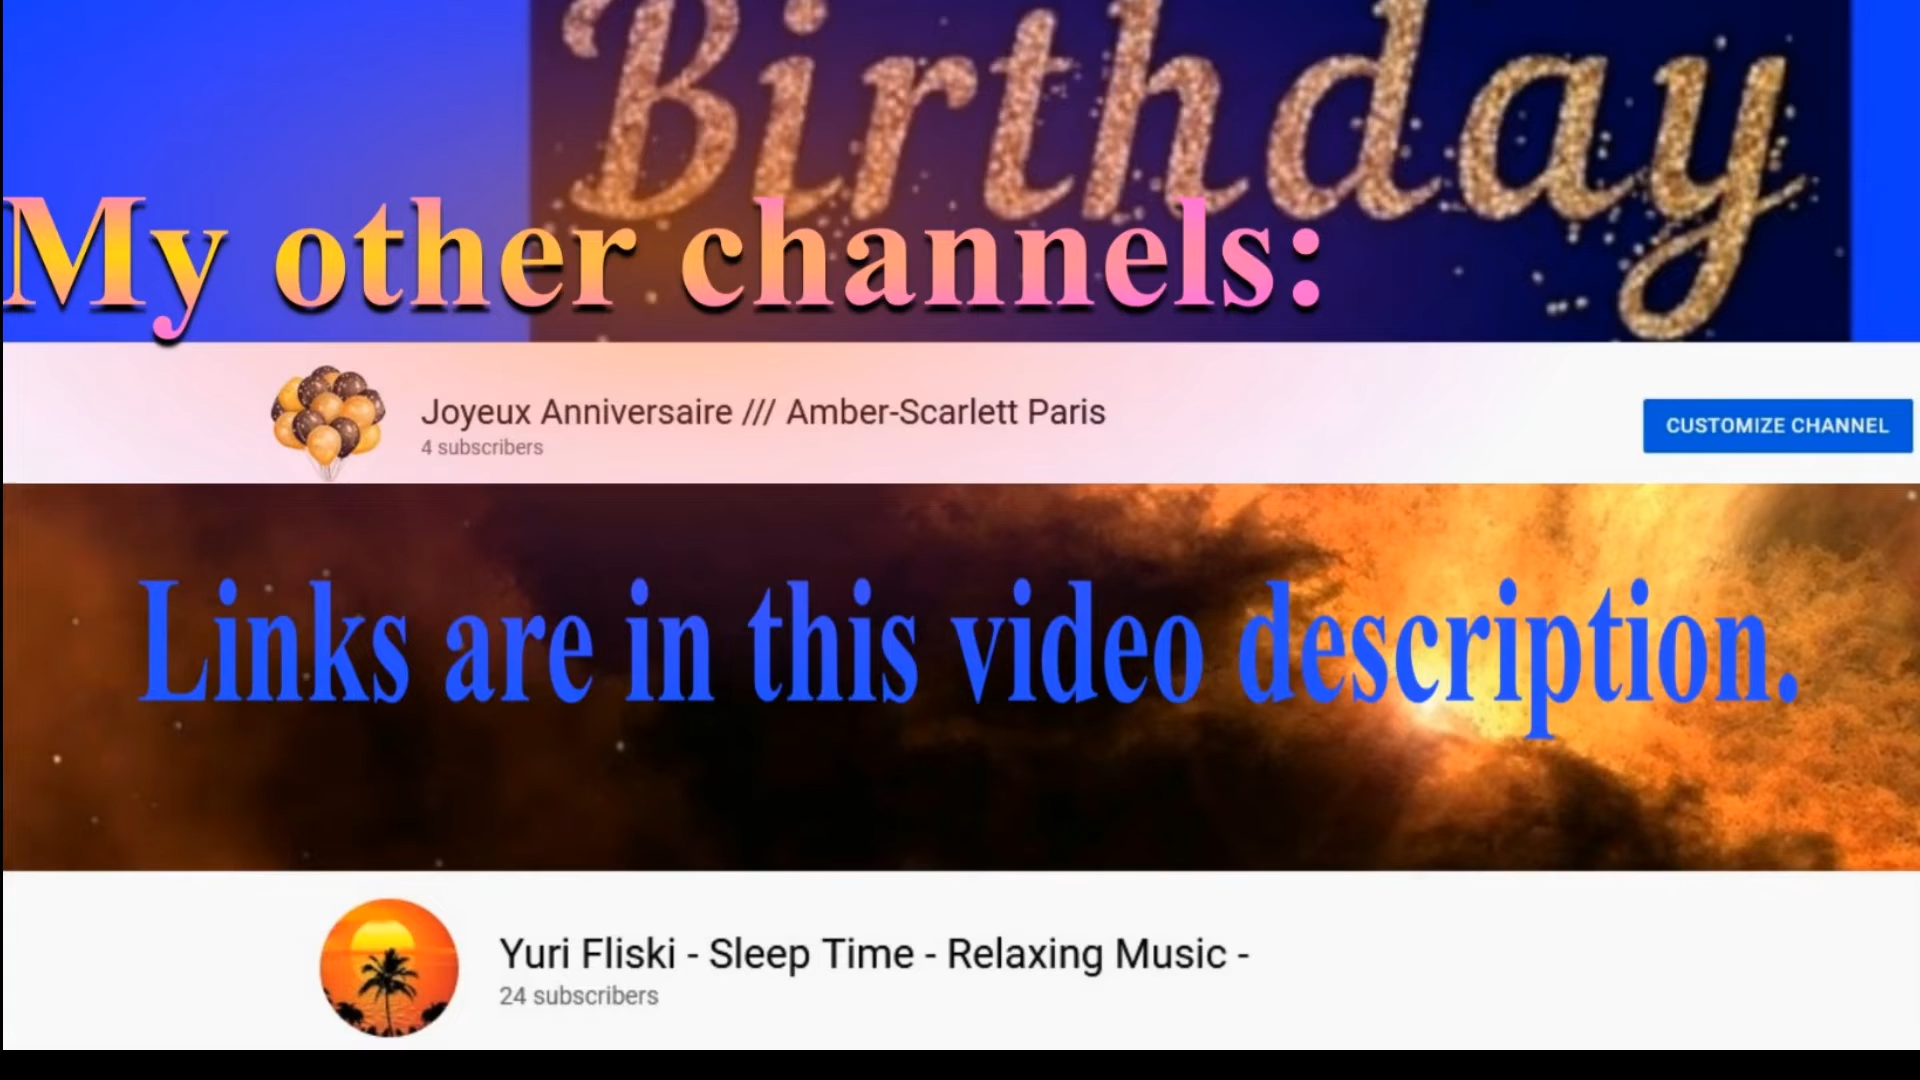 Birthday
My other channels:
Joyeux Anniversaire /// Amber-Scarlett Paris
4 subscribers
CUSTOMIZE CHANNEL
Links are in this video description.
Yuri Fliski - Sleep Time - Relaxing Music -
24 subscribers